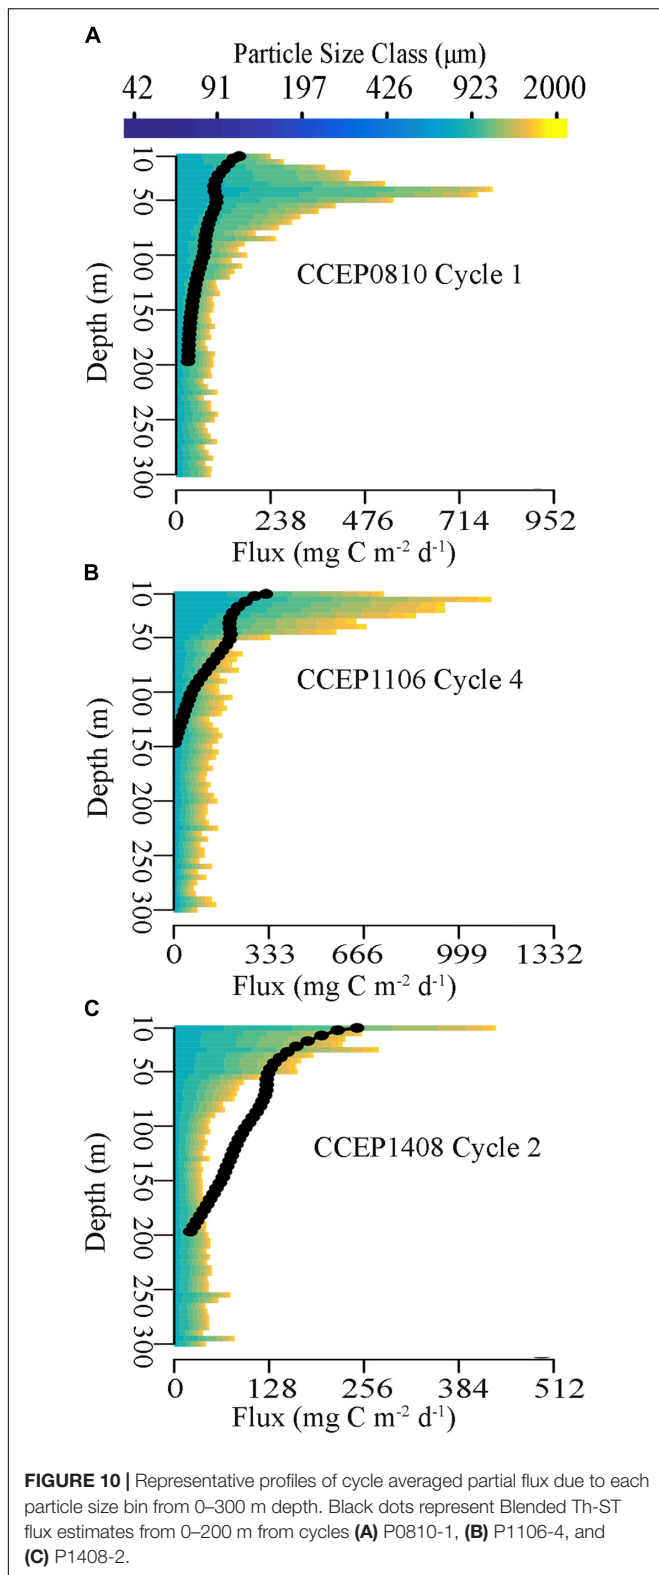 A
Particle Size Class (μm)
42 91 197 426 923 2000
10
50
100
150
200
250
300
Depth (m)
CCEP0810 Cycle 1
0 238 476 714 952
Flux (mg C m⁻² d⁻¹)
B
10
50
100
150
200
250
300
Depth (m)
CCEP1106 Cycle 4
0 333 666 999 1332
Flux (mg C m⁻² d⁻¹)
C
10
50
100
150
200
250
300
Depth (m)
CCEP1408 Cycle 2
0 128 256 384 512
Flux (mg C m⁻² d⁻¹)
FIGURE 10 | Representative profiles of cycle averaged partial flux due to each
particle size bin from 0–300 m depth. Black dots represent Blended Th-ST
flux estimates from 0–200 m from cycles (A) P0810-1, (B) P1106-4, and
(C) P1408-2.